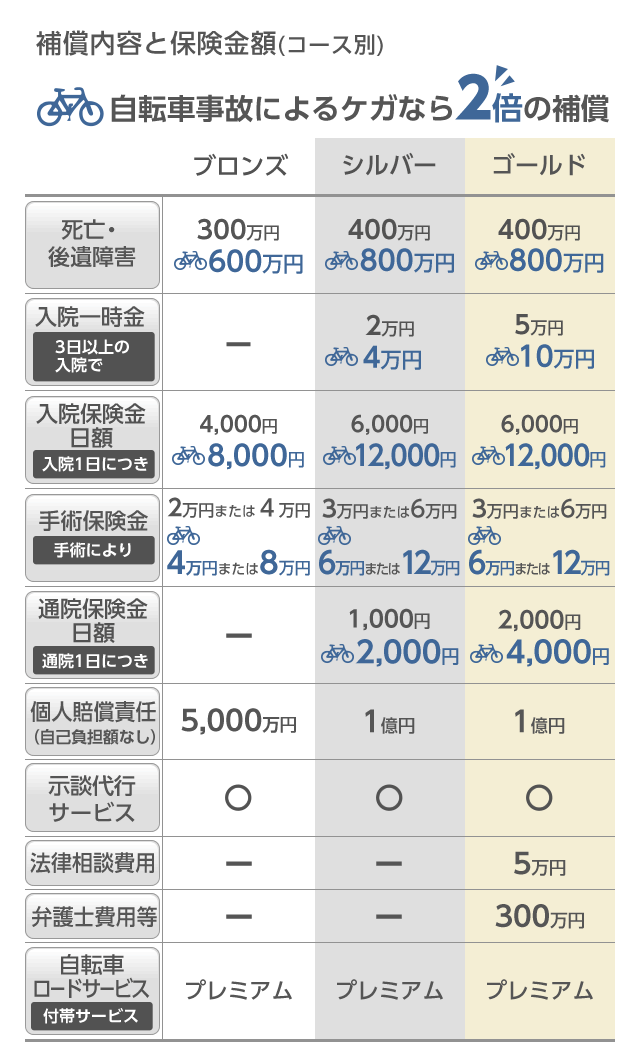 補償内容と保険金額(コース別)
自転車事故によるケガなら2倍の補償
ブロンズ シルバー ゴールド
死亡・
後遺障害
300万円 400万円 400万円
600万円 800万円 800万円
入院一時金
3日以上の
入院で
ー 2万円 5万円
4万円 10万円
入院保険金
日額
入院1日につき
4,000円 6,000円 6,000円
8,000円 12,000円 12,000円
手術保険金
手術により
2万円または4万円 3万円または6万円 3万円または6万円
4万円または8万円 6万円または12万円 6万円または12万円
通院保険金
日額
通院1日につき
ー 1,000円 2,000円
2,000円 4,000円
個人賠償責任
(自己負担額なし)
5,000万円 1億円 1億円
示談代行
サービス
〇 〇 〇
法律相談費用 ー ー 5万円
弁護士費用等 ー ー 300万円
自転車
ロードサービス
付帯サービス
プレミアム プレミアム プレミアム